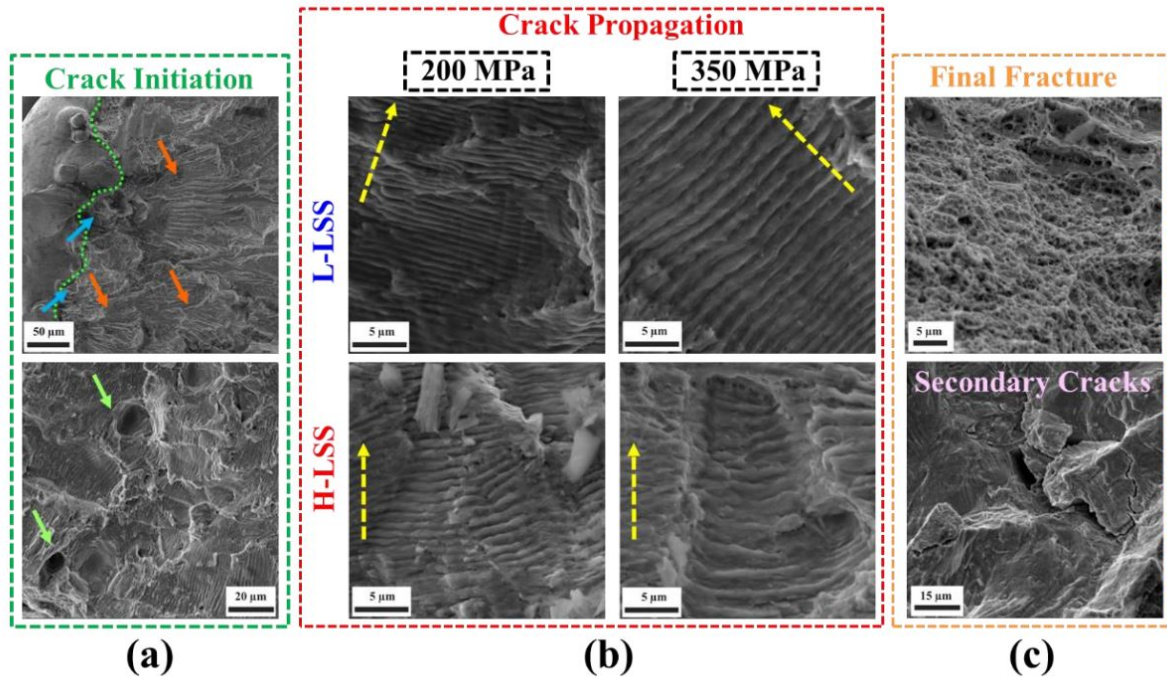 Crack Propagation
Crack Initiation
200 MPa
350 MPa
Final Fracture
L-LSS
50 μm
5 μm
5 μm
5 μm
H-LSS
Secondary Cracks
20 μm
5 μm
5 μm
15 μm
(a)
(b)
(c)